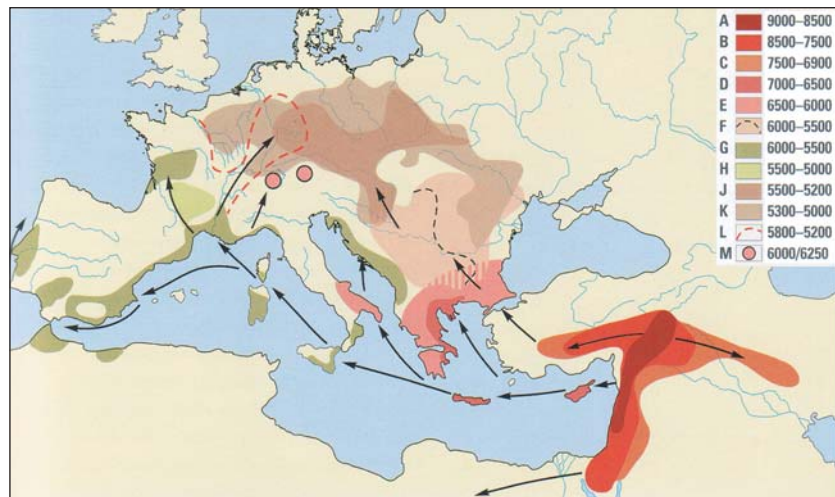 A 9000–8500
B 8500–7500
C 7500–6900
D 7000–6500
E 6500–6000
F 6000–5500
G 6000–5500
H 5500–5000
J 5500–5200
K 5300–5000
L 5800–5200
M 6000/6250